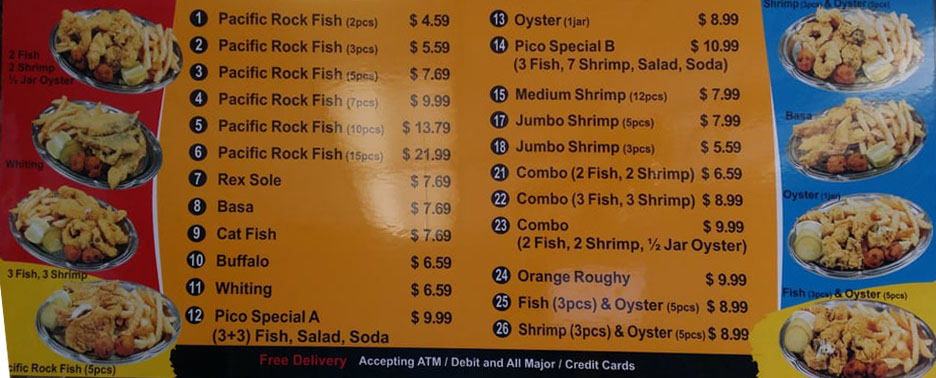 2 Fish
2 Shrimp
½ Jar Oyster
Whiting
3 Fish, 3 Shrimp
cific Rock Fish (5pcs)
1 Pacific Rock Fish (2pcs) $ 4.59
2 Pacific Rock Fish (3pcs) $ 5.59
3 Pacific Rock Fish (5pcs) $ 7.69
4 Pacific Rock Fish (7pcs) $ 9.99
5 Pacific Rock Fish (10pcs) $ 13.79
6 Pacific Rock Fish (15pcs) $ 21.99
7 Rex Sole $ 7.69
8 Basa $ 7.69
9 Cat Fish $ 7.69
10 Buffalo $ 6.59
11 Whiting $ 6.59
12 Pico Special A $ 9.99
(3+3) Fish, Salad, Soda
13 Oyster (1jar) $ 8.99
14 Pico Special B $ 10.99
(3 Fish, 7 Shrimp, Salad, Soda)
15 Medium Shrimp (12pcs) $ 7.99
17 Jumbo Shrimp (5pcs) $ 7.99
18 Jumbo Shrimp (3pcs) $ 5.59
21 Combo (2 Fish, 2 Shrimp) $ 6.59
22 Combo (3 Fish, 3 Shrimp) $ 8.99
23 Combo $ 9.99
(2 Fish, 2 Shrimp, ½ Jar Oyster)
24 Orange Roughy $ 9.99
25 Fish (3pcs) & Oyster (5pcs) $ 8.99
26 Shrimp (3pcs) & Oyster (5pcs) $ 8.99
Shrimp (3pcs) & Oyster (5pcs)
Basa
Oyster (1jar)
Fish (3pcs) & Oyster (5pcs)
Free Delivery Accepting ATM / Debit and All Major / Credit Cards